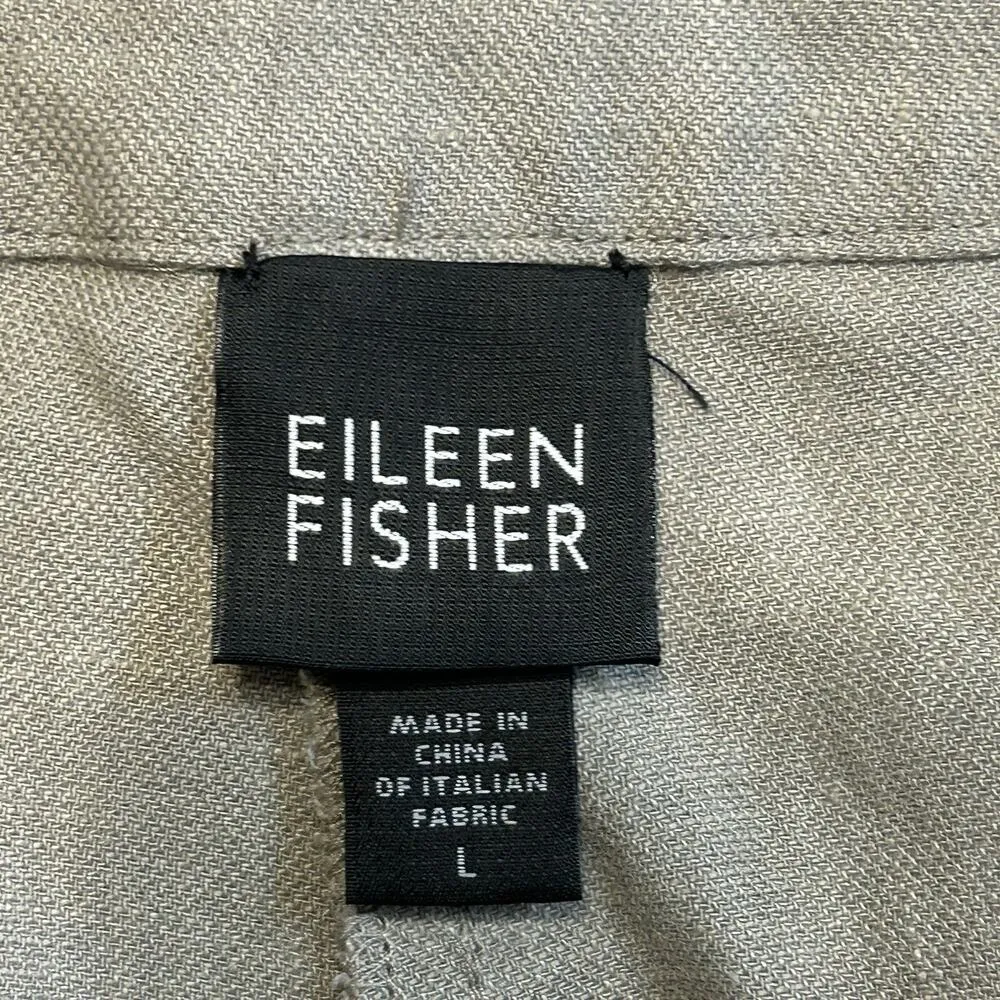 EILEEN
FISHER
MADE IN
CHINA
OF ITALIAN
FABRIC
L